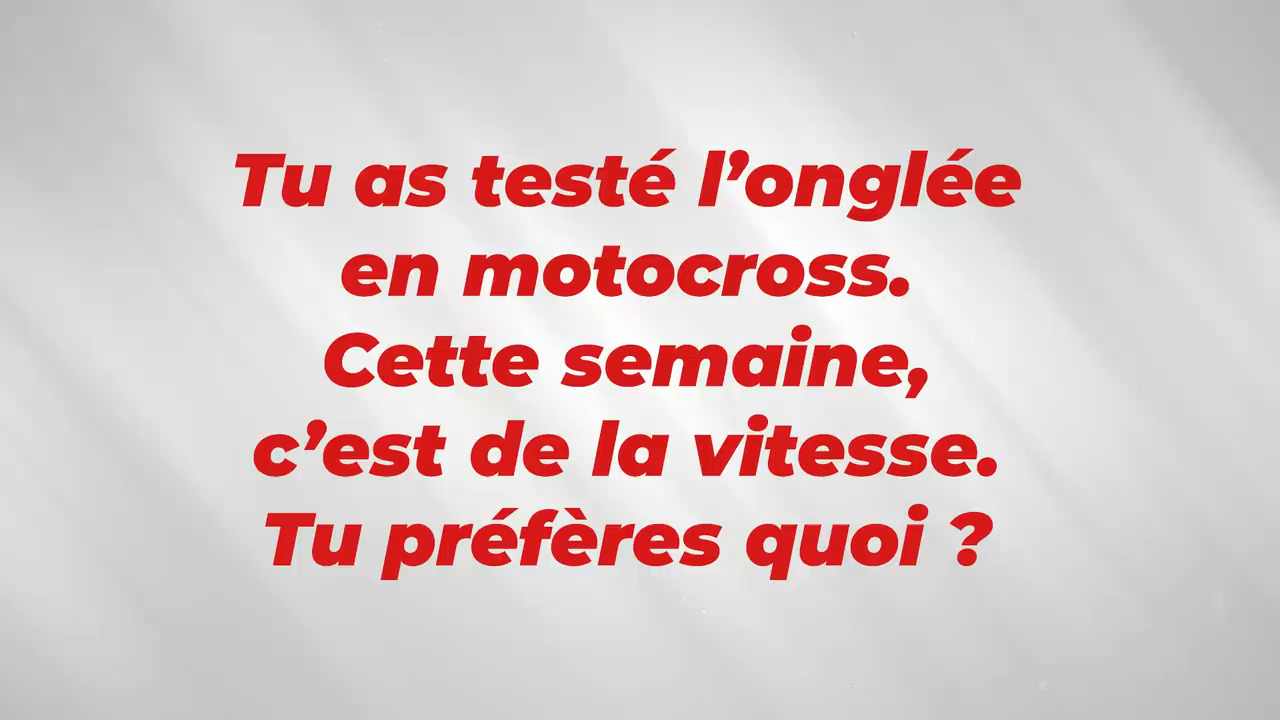 Tu as testé l’onglée
en motocross.
Cette semaine,
c’est de la vitesse.
Tu préfères quoi ?